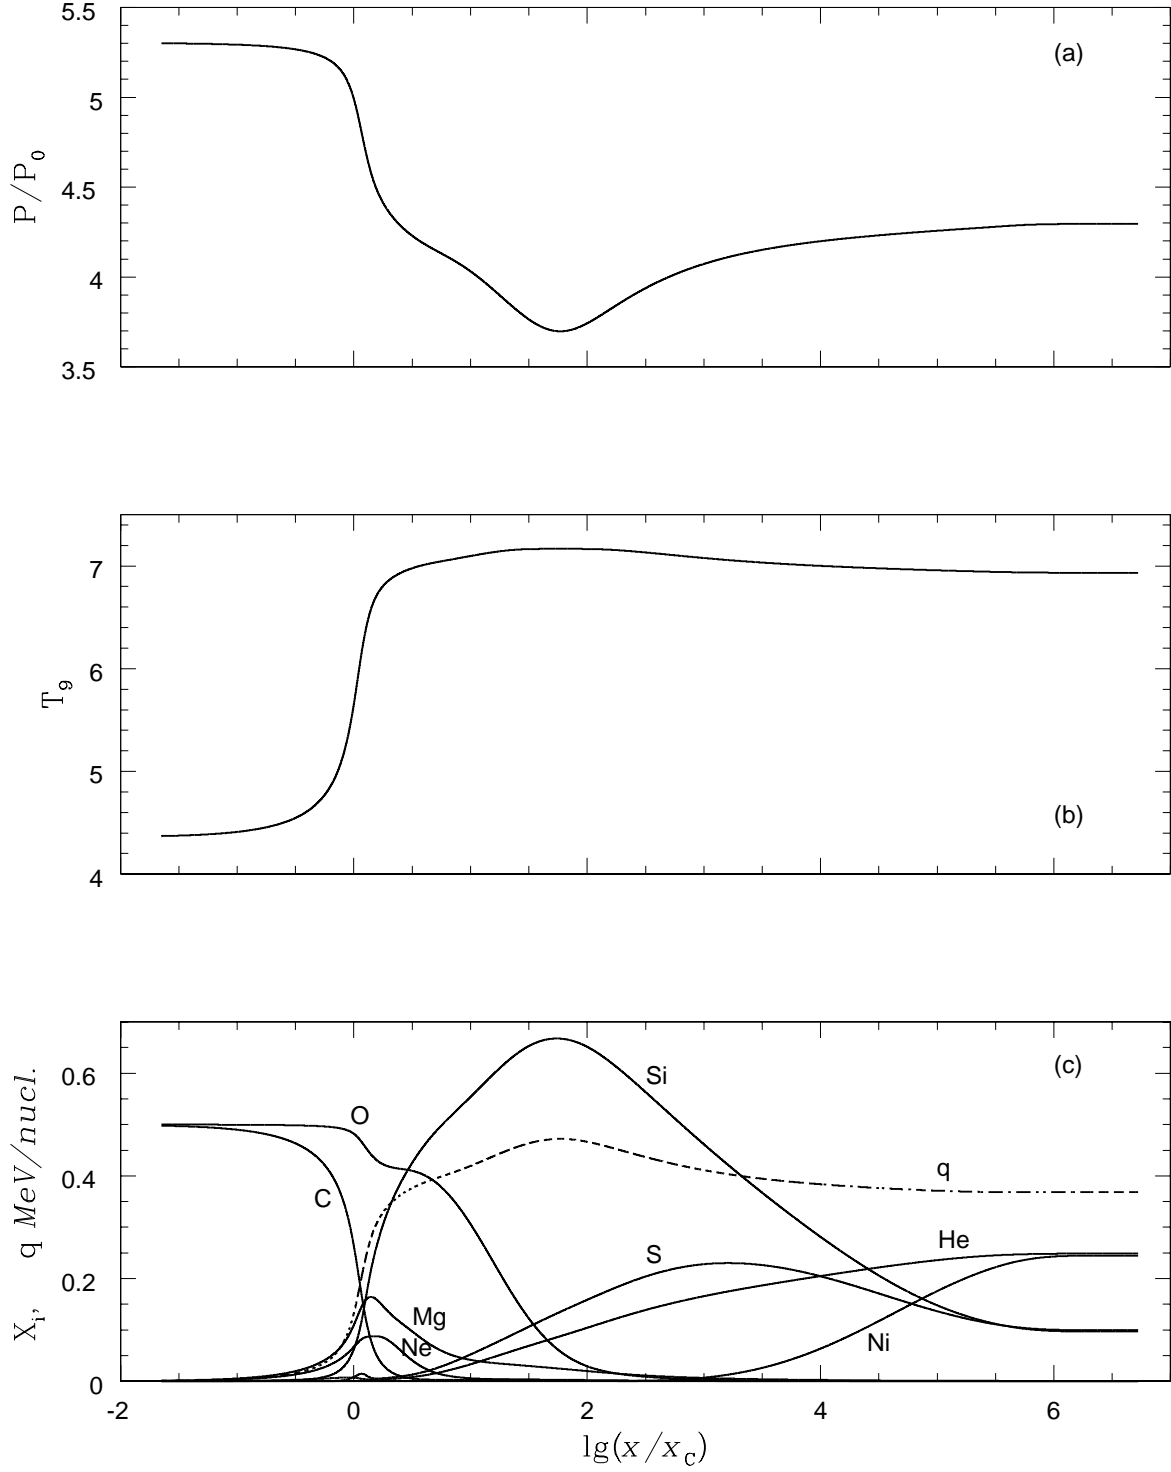 5.5
(a)
5
P/P₀
4.5
4
3.5
7
6
T₉
5
(b)
4
0.6
Si
(c)
O
q MeV/nucl.
0.4
C
q
He
S
0.2
Xᵢ,
Mg
Ne
Ni
0
-2 0 2 4 6
lg(x/x_C)